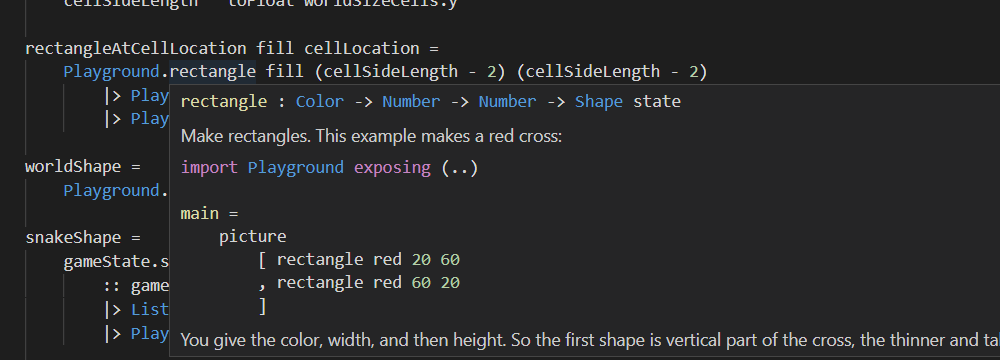 cellSideLength toFloat worldSizeCells.y
rectangleAtCellLocation fill cellLocation =
Playground.rectangle fill (cellSideLength - 2) (cellSideLength - 2)
|> Play
|> Play
worldShape =
Playground.
snakeShape =
gameState.s
:: game
|> List
|> Play
rectangle : Color -> Number -> Number -> Shape state
Make rectangles. This example makes a red cross:
import Playground exposing (..)
main =
picture
[ rectangle red 20 60
, rectangle red 60 20
]
You give the color, width, and then height. So the first shape is vertical part of the cross, the thinner and tal